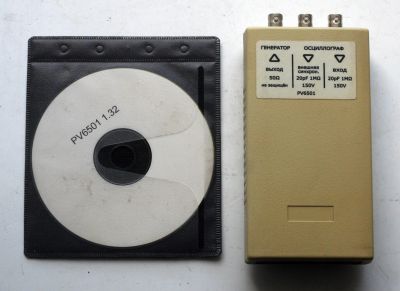 PV6501 1.32
ГЕНЕРАТОР ОСЦИЛЛОГРАФ
ВЫХОД внешняя синхрон. ВХОД
50Ω 20pF 1MΩ 20pF 1MΩ
не защищён 150V 150V
PV6501